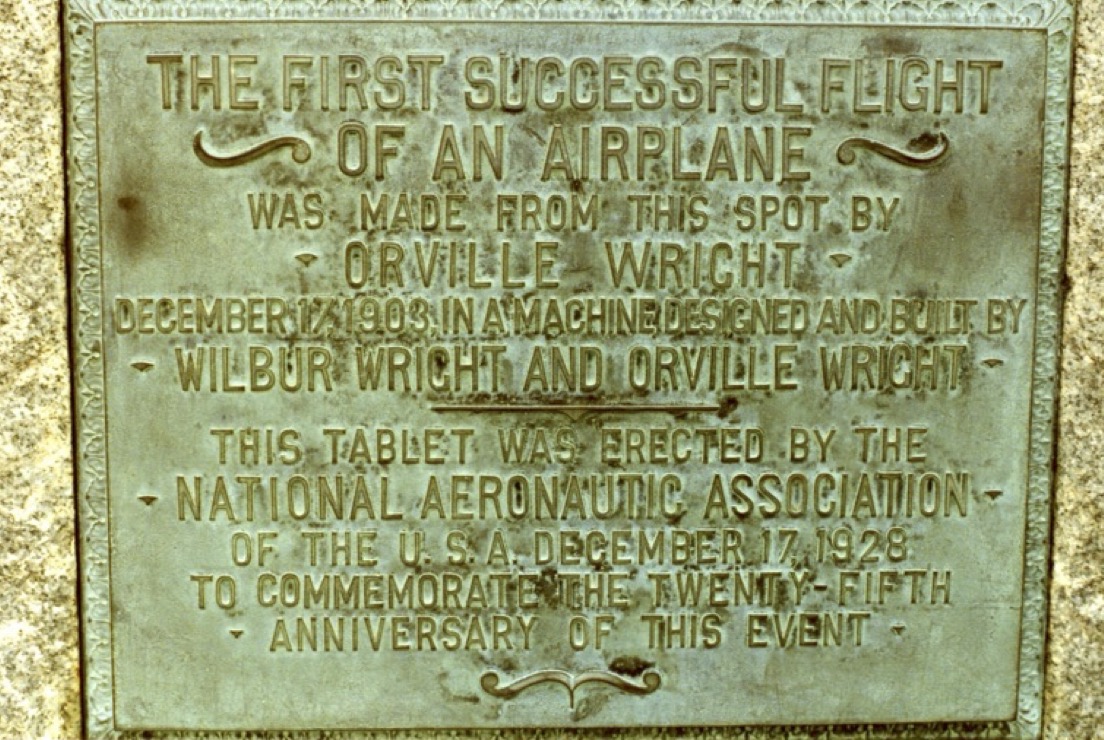 THE FIRST SUCCESSFUL FLIGHT
OF AN AIRPLANE
WAS MADE FROM THIS SPOT BY
ORVILLE WRIGHT
DECEMBER 17, 1903, IN A MACHINE DESIGNED AND BUILT BY
WILBUR WRIGHT AND ORVILLE WRIGHT
THIS TABLET WAS ERECTED BY THE
NATIONAL AERONAUTIC ASSOCIATION
OF THE U.S.A. DECEMBER 17, 1928
TO COMMEMORATE THE TWENTY-FIFTH
ANNIVERSARY OF THIS EVENT